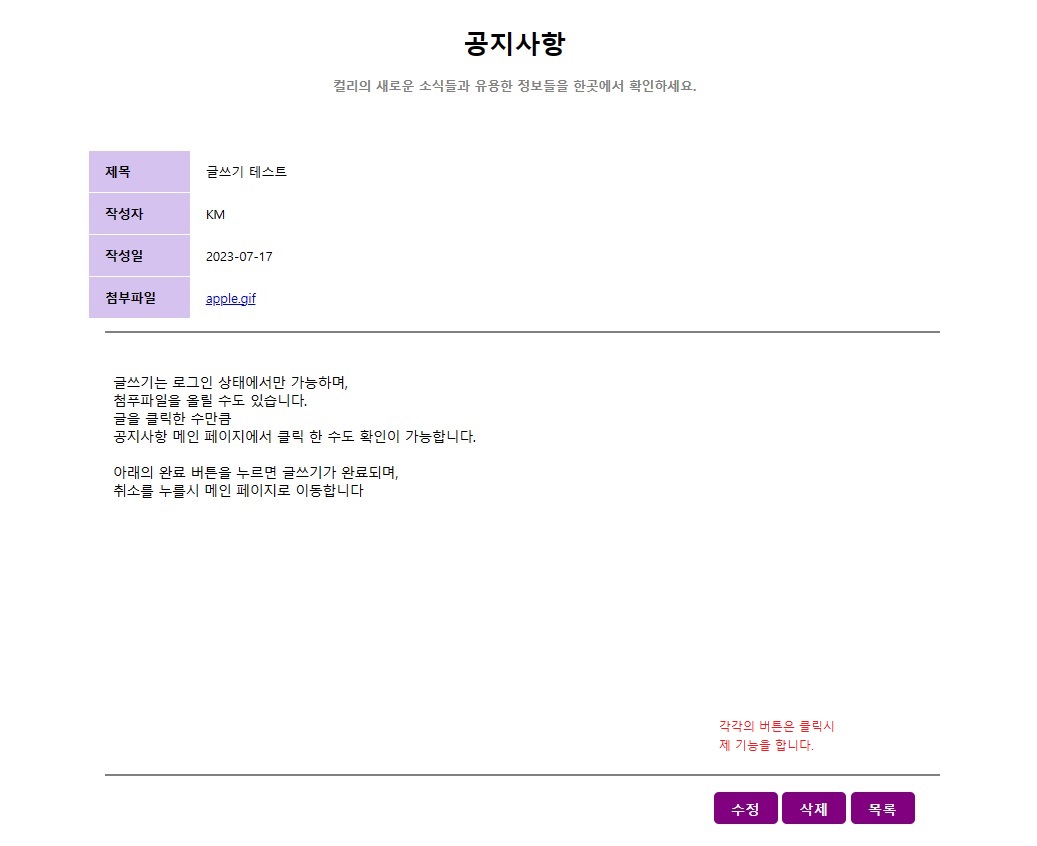 공지사항
컬리의 새로운 소식들과 유용한 정보들을 한곳에서 확인하세요.
제목 글쓰기 테스트
작성자 KM
작성일 2023-07-17
첨부파일 apple.gif
글쓰기는 로그인 상태에서만 가능하며,
첨푸파일을 올릴 수도 있습니다.
글을 클릭한 수만큼
공지사항 메인 페이지에서 클릭 한 수도 확인이 가능합니다.
아래의 완료 버튼을 누르면 글쓰기가 완료되며,
취소를 누를시 메인 페이지로 이동합니다
각각의 버튼은 클릭시
제 기능을 합니다.
수정 삭제 목록